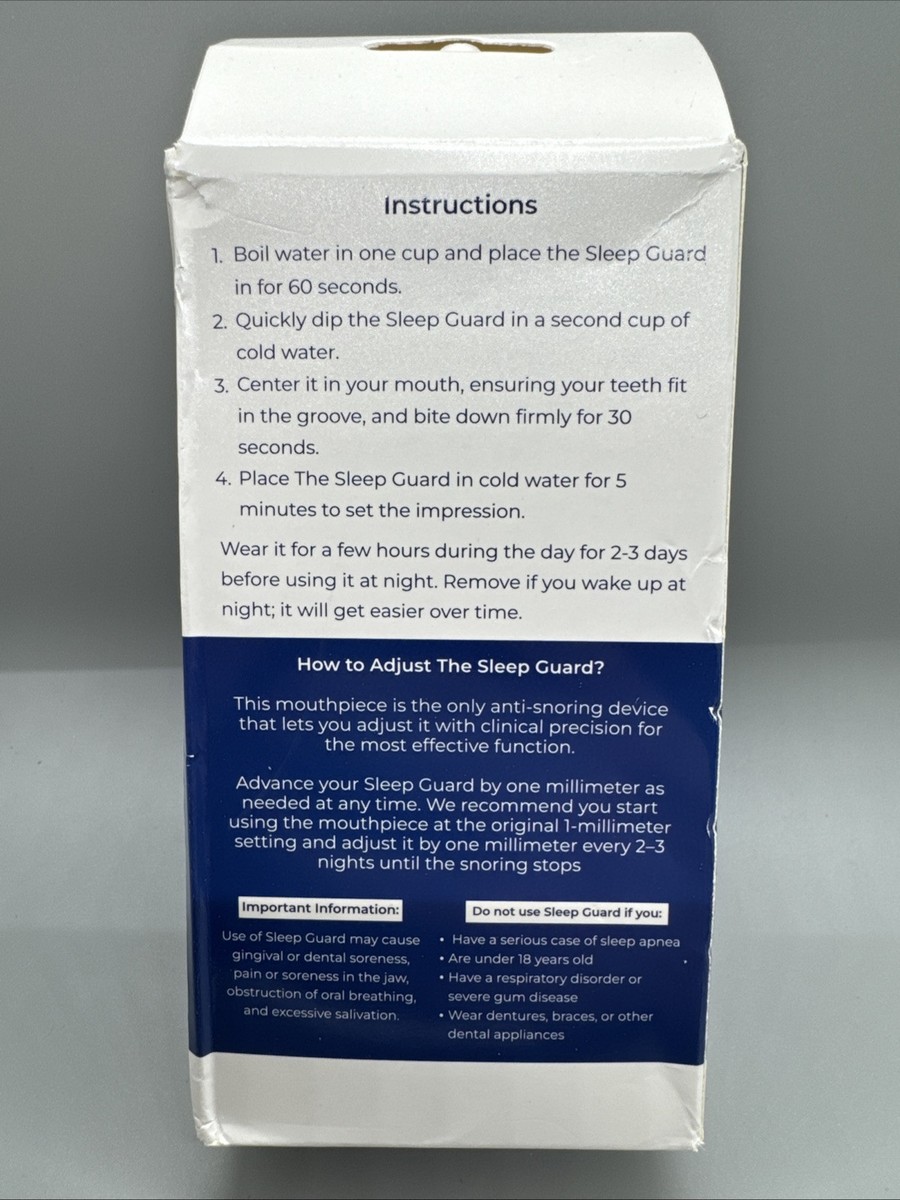 Instructions
1. Boil water in one cup and place the Sleep Guard
in for 60 seconds.
2. Quickly dip the Sleep Guard in a second cup of
cold water.
3. Center it in your mouth, ensuring your teeth fit
in the groove, and bite down firmly for 30
seconds.
4. Place The Sleep Guard in cold water for 5
minutes to set the impression.
Wear it for a few hours during the day for 2-3 days
before using it at night. Remove if you wake up at
night; it will get easier over time.
How to Adjust The Sleep Guard?
This mouthpiece is the only anti-snoring device
that lets you adjust it with clinical precision for
the most effective function.
Advance your Sleep Guard by one millimeter as
needed at any time. We recommend you start
using the mouthpiece at the original 1-millimeter
setting and adjust it by one millimeter every 2–3
nights until the snoring stops
Important Information:
Use of Sleep Guard may cause
gingival or dental soreness,
pain or soreness in the jaw,
obstruction of oral breathing,
and excessive salivation.
Do not use Sleep Guard if you:
• Have a serious case of sleep apnea
• Are under 18 years old
• Have a respiratory disorder or
severe gum disease
• Wear dentures, braces, or other
dental appliances